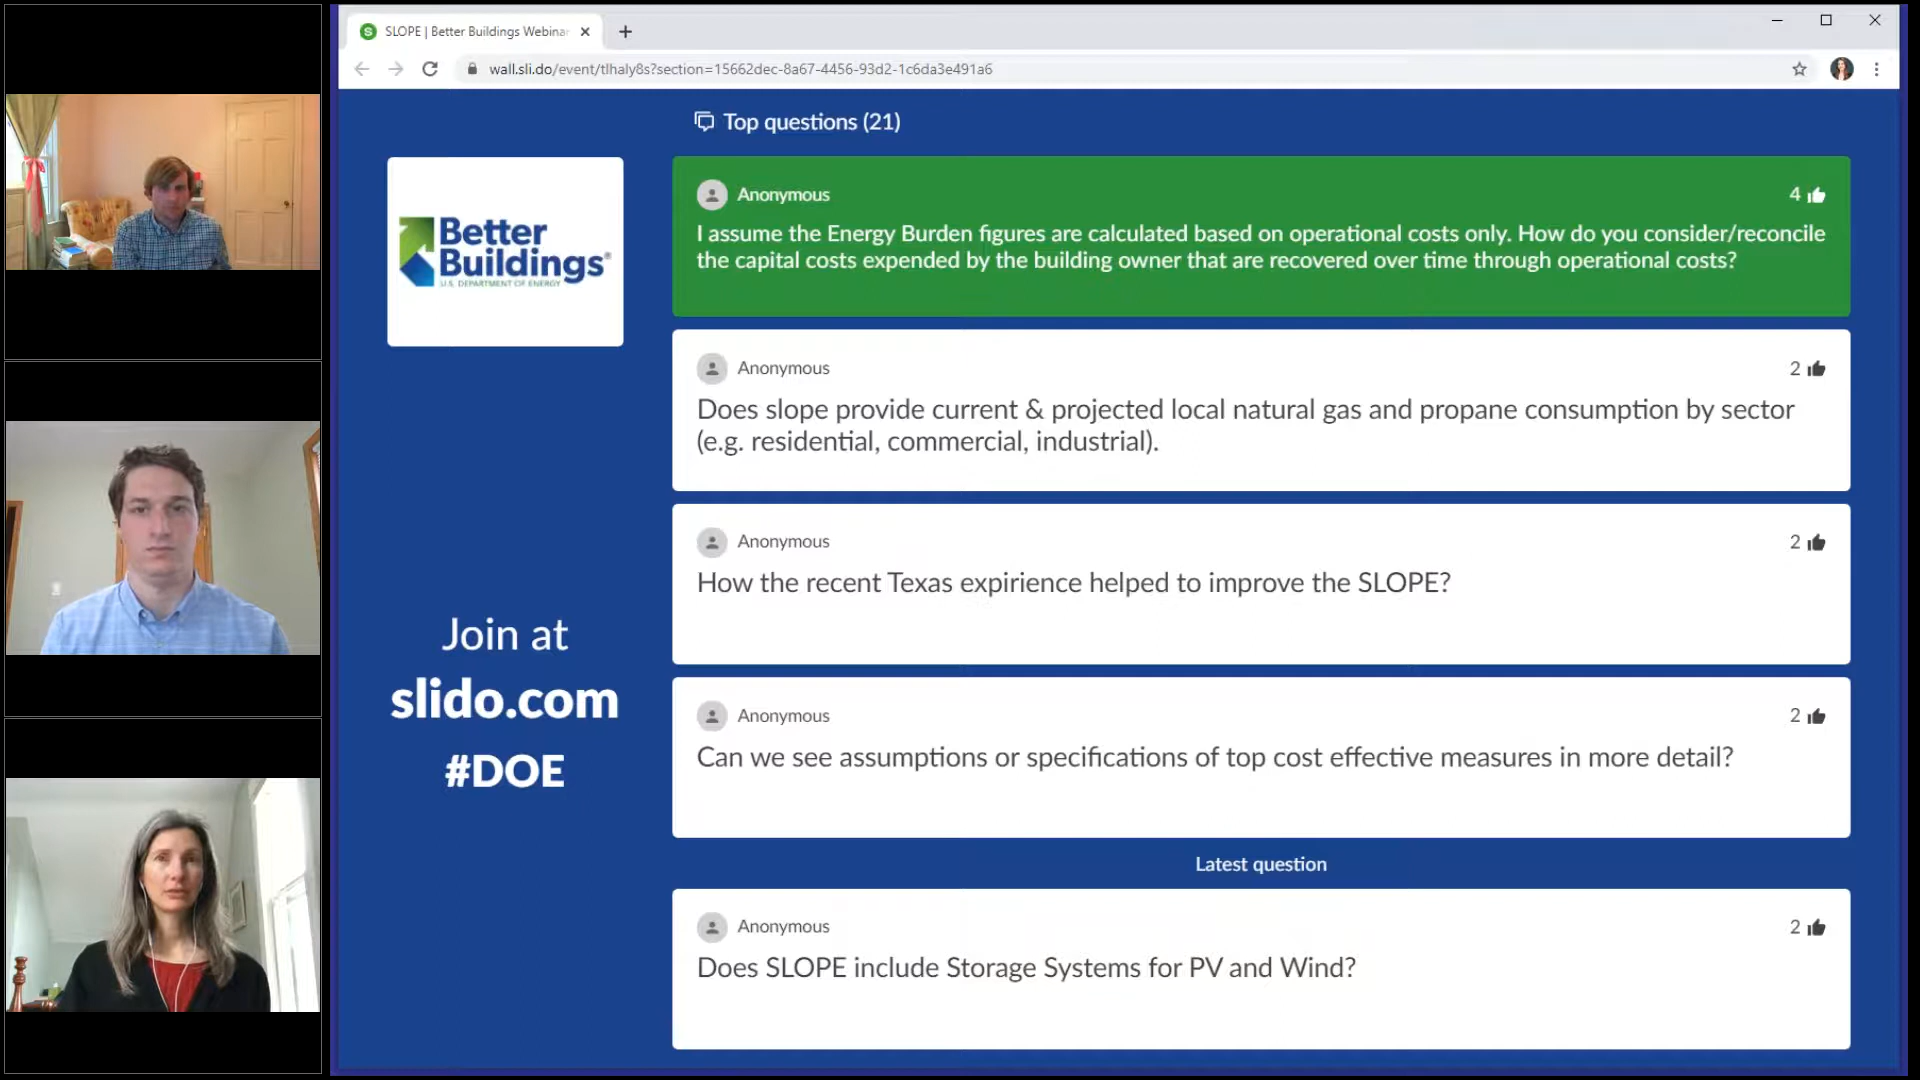 SLOPE | Better Buildings Webina
wall.sli.do/event/tlhaly8s?section=15662dec-8a67-4456-93d2-1c6da3e491a6
Top questions (21)
Better
Buildings®
U.S. DEPARTMENT OF ENERGY
Join at
slido.com
#DOE
Anonymous
4
I assume the Energy Burden figures are calculated based on operational costs only. How do you consider/reconcile
the capital costs expended by the building owner that are recovered over time through operational costs?
Anonymous
2
Does slope provide current & projected local natural gas and propane consumption by sector
(e.g. residential, commercial, industrial).
Anonymous
2
How the recent Texas expirience helped to improve the SLOPE?
Anonymous
2
Can we see assumptions or specifications of top cost effective measures in more detail?
Latest question
Anonymous
2
Does SLOPE include Storage Systems for PV and Wind?